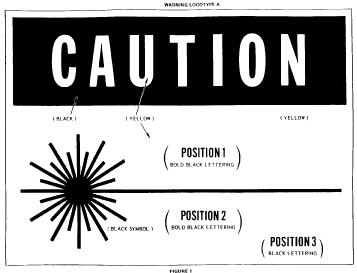 WARNING LOGOTYPE A
CAUTION
(BLACK) (YELLOW) (YELLOW)
POSITION 1
BOLD BLACK LETTERING
(BLACK SYMBOL)
POSITION 2
BOLD BLACK LETTERING
POSITION 3
BLACK LETTERING
FIGURE 1